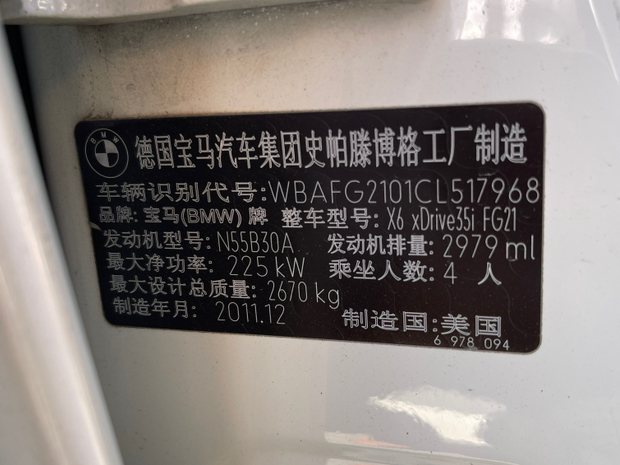 BMW
德国宝马汽车集团史帕滕博格工厂制造
车辆识别代号:WBAFG2101CL517968
品牌: 宝马(BMW) 牌 整车型号: X6 xDrive35i FG21
发动机型号: N55B30A 发动机排量: 2979 ml
最大净功率: 225 kW 乘坐人数: 4 人
最大设计总质量: 2670 kg
制造年月: 2011.12 制造国: 美国
6 978 094